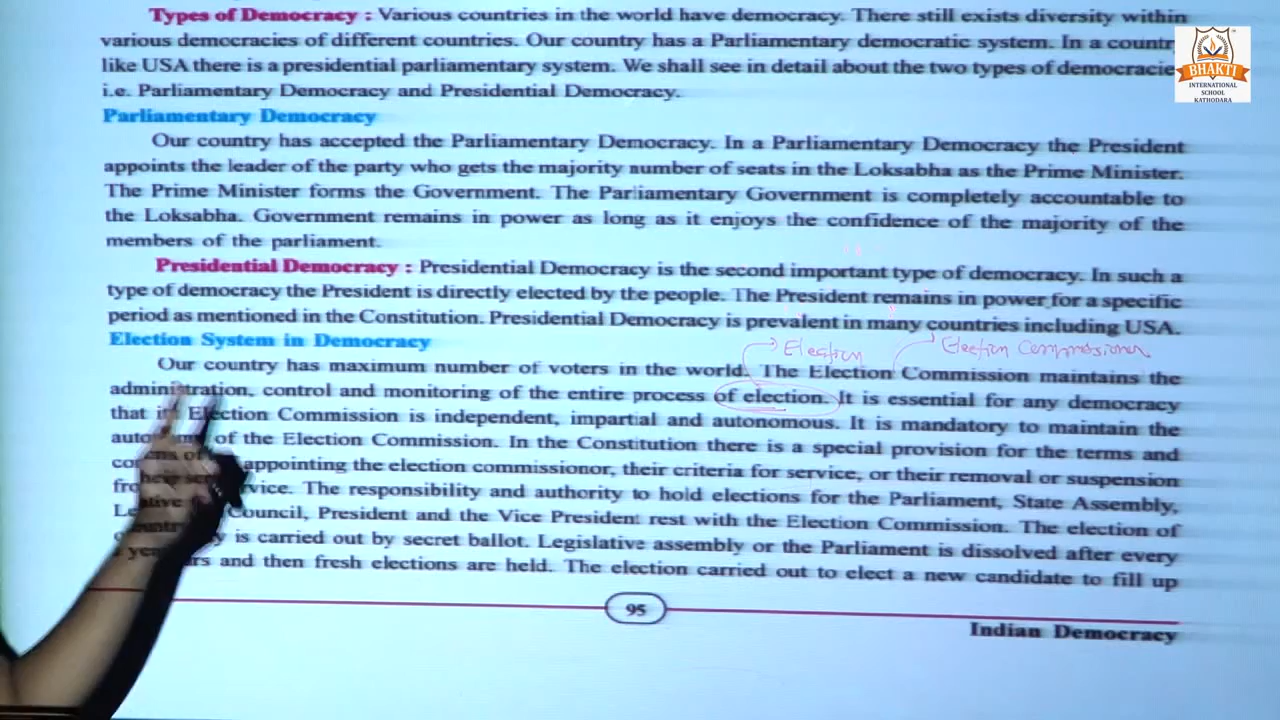 Types of Democracy : Various countries in the world have democracy. There still exists diversity within
various democracies of different countries. Our country has a Parliamentary democratic system. In a country
like USA there is a presidential parliamentary system. We shall see in detail about the two types of democracie
i.e. Parliamentary Democracy and Presidential Democracy.
Parliamentary Democracy
Our country has accepted the Parliamentary Democracy. In a Parliamentary Democracy the President
appoints the leader of the party who gets the majority number of seats in the Loksabha as the Prime Minister.
The Prime Minister forms the Government. The Parliamentary Government is completely accountable to
the Loksabha. Government remains in power as long as it enjoys the confidence of the majority of the
members of the parliament.
Presidential Democracy : Presidential Democracy is the second important type of democracy. In such a
type of democracy the President is directly elected by the people. The President remains in power for a specific
period as mentioned in the Constitution. Presidential Democracy is prevalent in many countries including USA.
Election System in Democracy
Election
Election Commissioner
Our country has maximum number of voters in the world. The Election Commission maintains the
administration, control and monitoring of the entire process of election. It is essential for any democracy
that its Election Commission is independent, impartial and autonomous. It is mandatory to maintain the
of the Election Commission. In the Constitution there is a special provision for the terms and
appointing the election commissionor, their criteria for service, or their removal or suspension
The responsibility and authority to hold elections for the Parliament, State Assembly,
Council, President and the Vice President rest with the Election Commission. The election of
is carried out by secret ballot. Legislative assembly or the Parliament is dissolved after every
and then fresh elections are held. The election carried out to elect a new candidate to fill up
95
Indian Democracy
BHAKTI
INTERNATIONAL
SCHOOL
KATHODARA